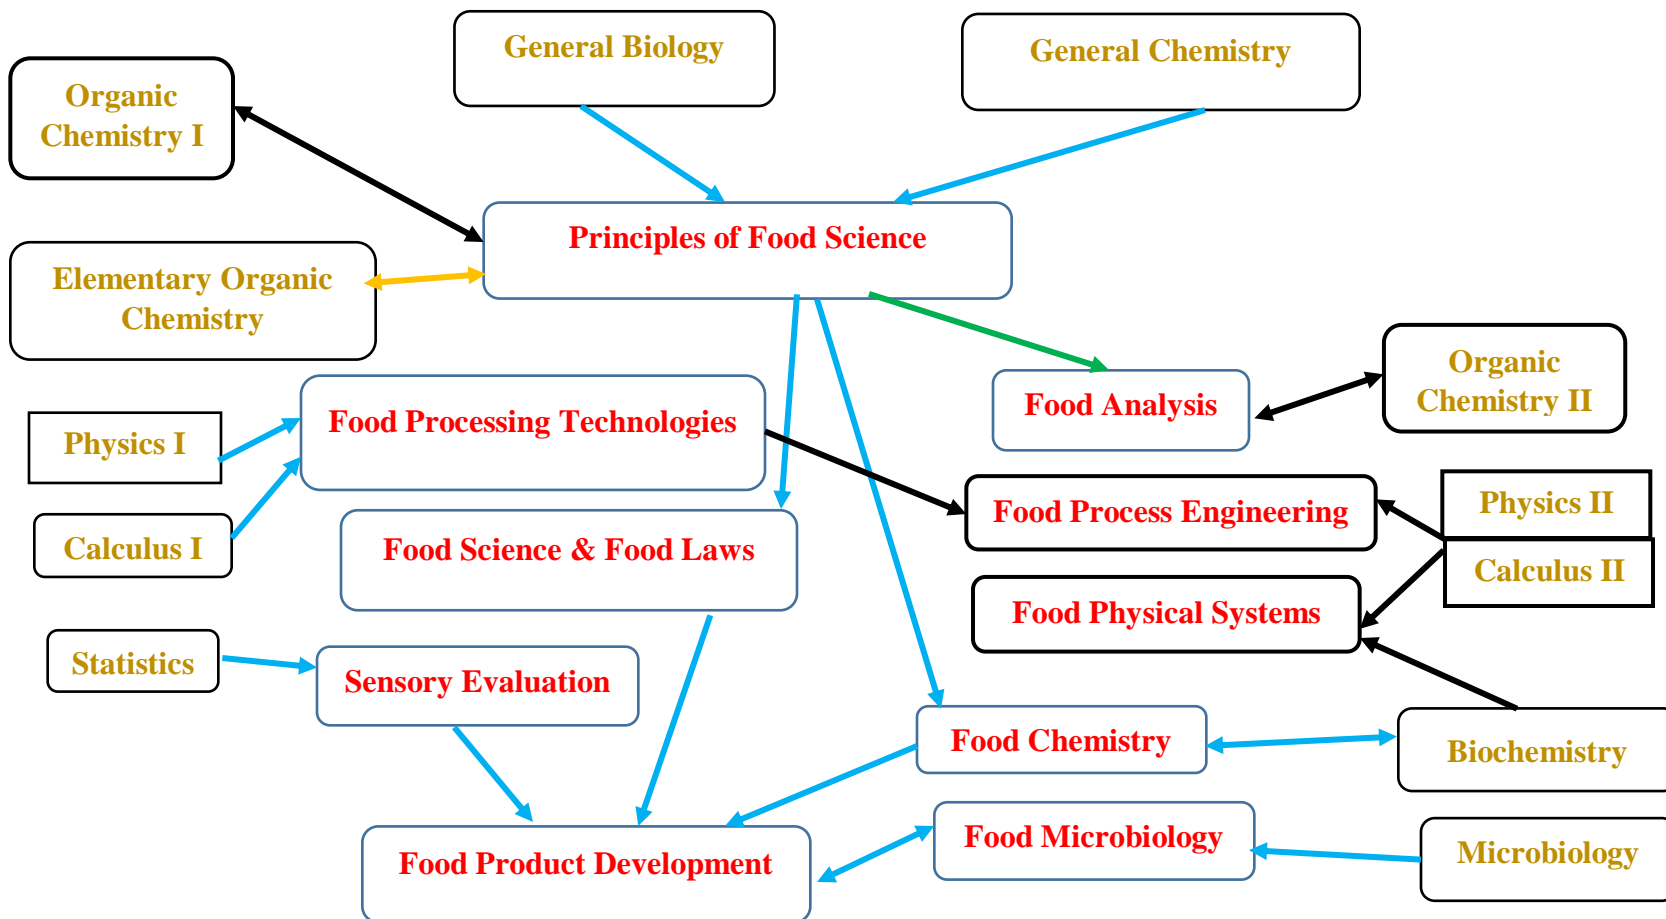 General Biology
General Chemistry
Organic
Chemistry I
Principles of Food Science
Elementary Organic
Chemistry
Organic
Chemistry II
Food Analysis
Food Processing Technologies
Physics I
Physics II
Food Process Engineering
Calculus I
Food Science & Food Laws
Calculus II
Food Physical Systems
Statistics
Sensory Evaluation
Food Chemistry
Biochemistry
Food Microbiology
Microbiology
Food Product Development